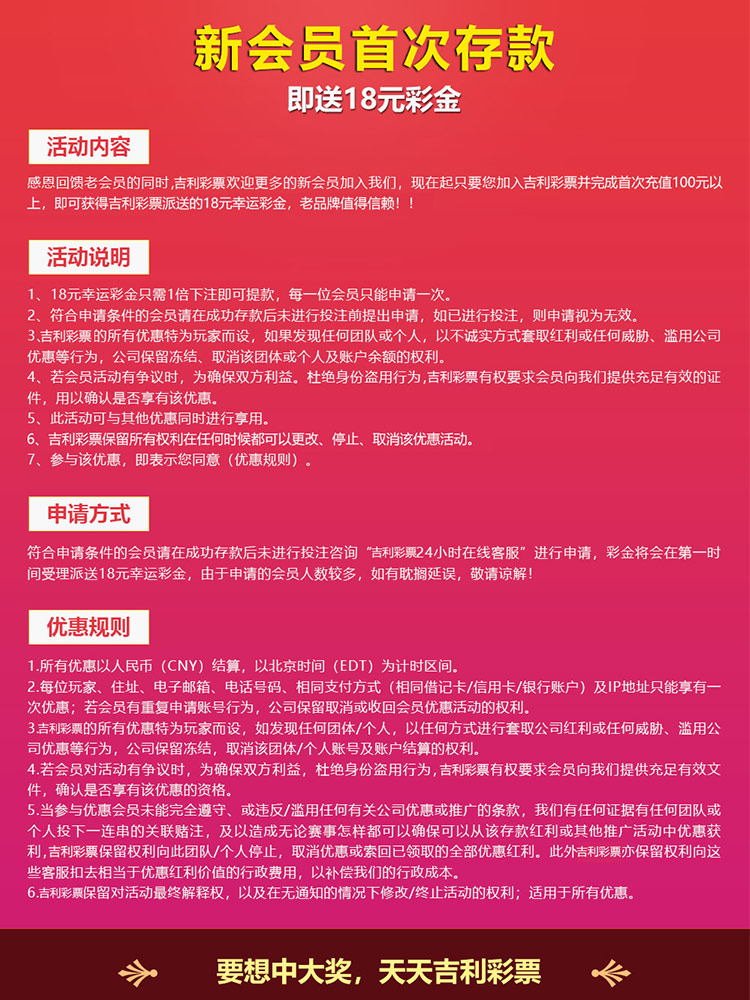 新会员首次存款
即送18元彩金
活动内容
感恩回馈老会员的同时,吉利彩票欢迎更多的新会员加入我们，现在起只要您加入吉利彩票并完成首次充值100元以
上，即可获得吉利彩票派送的18元幸运彩金，老品牌值得信赖！！
活动说明
1、18元幸运彩金只需1倍下注即可提款，每一位会员只能申请一次。
2、符合申请条件的会员请在成功存款后未进行投注前提出申请，如已进行投注，则申请视为无效。
3、吉利彩票的所有优惠特为玩家而设，如果发现任何团队或个人，以不诚实方式套取红利或任何威胁、滥用公司
优惠等行为，公司保留冻结、取消该团体或个人及账户余额的权利。
4、若会员活动有争议时，为确保双方利益。杜绝身份盗用行为,吉利彩票有权要求会员向我们提供充足有效的证
件，用以确认是否享有该优惠。
5、此活动可与其他优惠同时进行享用。
6、吉利彩票保留所有权利在任何时候都可以更改、停止、取消该优惠活动。
7、参与该优惠，即表示您同意（优惠规则）。
申请方式
符合申请条件的会员请在成功存款后未进行投注咨询“吉利彩票24小时在线客服”进行申请，彩金将会在第一时
间受理派送18元幸运彩金，由于申请的会员人数较多，如有耽搁延误，敬请谅解！
优惠规则
1.所有优惠以人民币（CNY）结算，以北京时间（EDT）为计时区间。
2.每位玩家、住址、电子邮箱、电话号码、相同支付方式（相同借记卡/信用卡/银行账户）及IP地址只能享有一
次优惠；若会员有重复申请账号行为，公司保留取消或收回会员优惠活动的权利。
3.吉利彩票的所有优惠特为玩家而设，如发现任何团体/个人，以任何方式进行套取公司红利或任何威胁、滥用公
司优惠等行为，公司保留冻结，取消该团体/个人账号及账户结算的权利。
4.若会员对活动有争议时，为确保双方利益，杜绝身份盗用行为,吉利彩票有权要求会员向我们提供充足有效文
件，确认是否享有该优惠的资格。
5.当参与优惠会员未能完全遵守、或违反/滥用任何有关公司优惠或推广的条款，我们有任何证据有任何团队或
个人投下一连串的关联赌注，及以造成无论赛事怎样都可以确保可以从该存款红利或其他推广活动中优惠获
利,吉利彩票保留权利向此团队/个人停止，取消优惠或索回已领取的全部优惠红利。此外吉利彩票亦保留权利向这
些客服扣去相当于优惠红利价值的行政费用，以补偿我们的行政成本。
6.吉利彩票保留对活动最终解释权，以及在无通知的情况下修改/终止活动的权利；适用于所有优惠。
要想中大奖，天天吉利彩票